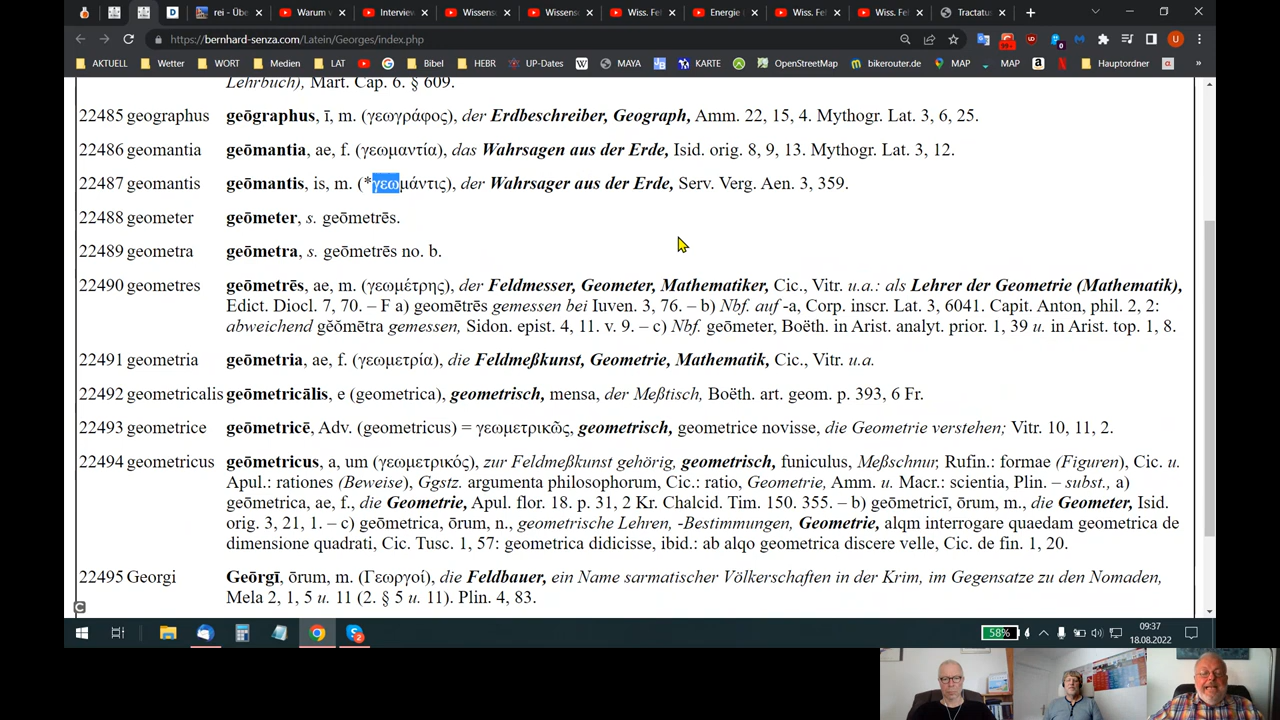 rei - Übe
Warum v
Interview
Wissens
Wissens
Wiss. Fe
Energie (
Wiss. Fe
Wiss. Fe
Tractatu
https://bernhard-senza.com/Latein/Georges/index.php
AKTUELL Wetter WORT Medien LAT Bibel HEBR UP-Dates MAYA KARTE OpenStreetMap bikerouter.de MAP MAP Hauptordner
Lehrbuch), Mart. Cap. 6. § 609.
22485 geographus geōgraphus, ī, m. (γεωγράφος), der Erdbeschreiber, Geograph, Amm. 22, 15, 4. Mythogr. Lat. 3, 6, 25.
22486 geomantia geōmantia, ae, f. (γεωμαντία), das Wahrsagen aus der Erde, Isid. orig. 8, 9, 13. Mythogr. Lat. 3, 12.
22487 geomantis geōmantis, is, m. (*γεωμάντις), der Wahrsager aus der Erde, Serv. Verg. Aen. 3, 359.
22488 geometer geōmeter, s. geōmetrēs.
22489 geometra geōmetra, s. geōmetrēs no. b.
22490 geometres geōmetrēs, ae, m. (γεωμέτρης), der Feldmesser, Geometer, Mathematiker, Cic., Vitr. u.a.: als Lehrer der Geometrie (Mathematik),
Edict. Diocl. 7, 70. – F a) geomētrēs gemessen bei Iuven. 3, 76. – b) Nbf. auf -a, Corp. inscr. Lat. 3, 6041. Capit. Anton, phil. 2, 2:
abweichend gĕŏmētra gemessen, Sidon. epist. 4, 11. v. 9. – c) Nbf. geōmeter, Boëth. in Arist. analyt. prior. 1, 39 u. in Arist. top. 1, 8.
22491 geometria geōmetria, ae, f. (γεωμετρία), die Feldmeßkunst, Geometrie, Mathematik, Cic., Vitr. u.a.
22492 geometricalis geōmetricālis, e (geometrica), geometrisch, mensa, der Meßtisch, Boëth. art. geom. p. 393, 6 Fr.
22493 geometrice geōmetricē, Adv. (geometricus) = γεωμετρικῶς, geometrisch, geometrice novisse, die Geometrie verstehen; Vitr. 10, 11, 2.
22494 geometricus geōmetricus, a, um (γεωμετρικός), zur Feldmeßkunst gehörig, geometrisch, funiculus, Meßschnur, Rufin.: formae (Figuren), Cic. u.
Apul.: rationes (Beweise), Ggstz. argumenta philosophorum, Cic.: ratio, Geometrie, Amm. u. Macr.: scientia, Plin. – subst., a)
geōmetrica, ae, f., die Geometrie, Apul. flor. 18. p. 31, 2 Kr. Chalcid. Tim. 150. 355. – b) geōmetricī, ōrum, m., die Geometer, Isid.
orig. 3, 21, 1. – c) geōmetrica, ōrum, n., geometrische Lehren, -Bestimmungen, Geometrie, alqm interrogare quaedam geometrica de
dimensione quadrati, Cic. Tusc. 1, 57: geometrica didicisse, ibid.: ab alqo geometrica discere velle, Cic. de fin. 1, 20.
22495 Georgi Geōrgī, ōrum, m. (Γεωργοί), die Feldbauer, ein Name sarmatischer Völkerschaften in der Krim, im Gegensatze zu den Nomaden,
Mela 2, 1, 5 u. 11 (2. § 5 u. 11). Plin. 4, 83.
58%
09:37
18.08.2022